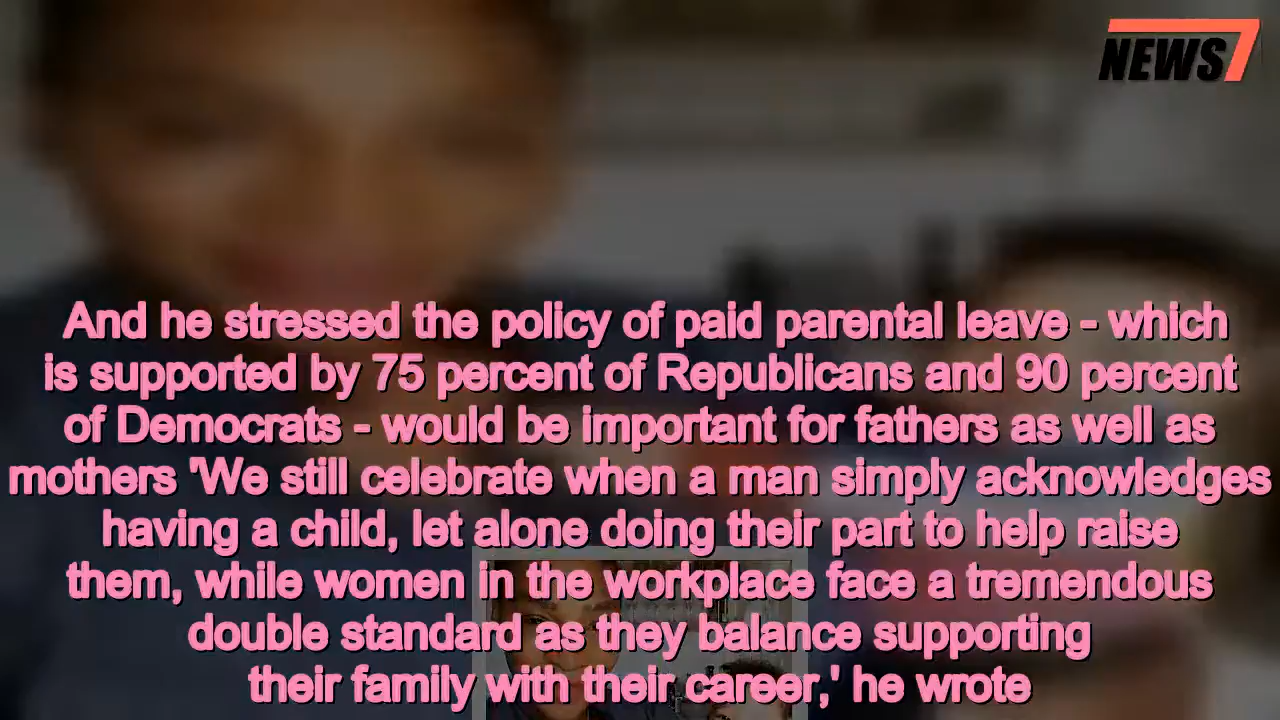 NEWS7
And he stressed the policy of paid parental leave - which
is supported by 75 percent of Republicans and 90 percent
of Democrats - would be important for fathers as well as
mothers 'We still celebrate when a man simply acknowledges
having a child, let alone doing their part to help raise
them, while women in the workplace face a tremendous
double standard as they balance supporting
their family with their career,' he wrote